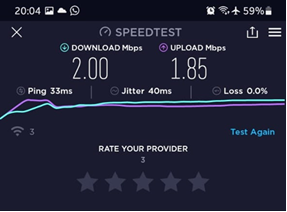 20:04 59%
SPEEDTEST
DOWNLOAD Mbps UPLOAD Mbps
2.00 1.85
Ping 33ms Jitter 40ms Loss 0.0%
3 Test Again
RATE YOUR PROVIDER
3